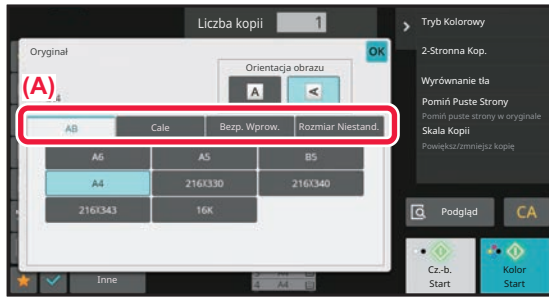 Liczba kopii 1
Oryginał
OK
Orientacja obrazu
A A
(A)
AB Cale Bezp. Wprow. Rozmiar Niestand.
A6 A5 B5
A4 216X330 216X340
216X343 16K
Inne
A4
Tryb Kolorowy
2-Stronna Kop.
Wyrównanie tła
Pomiń Puste Strony
Pomiń puste strony w oryginale
Skala Kopii
Powiększ/zmniejsz kopię
Podgląd
CA
Cz.-b.
Start
Kolor
Start